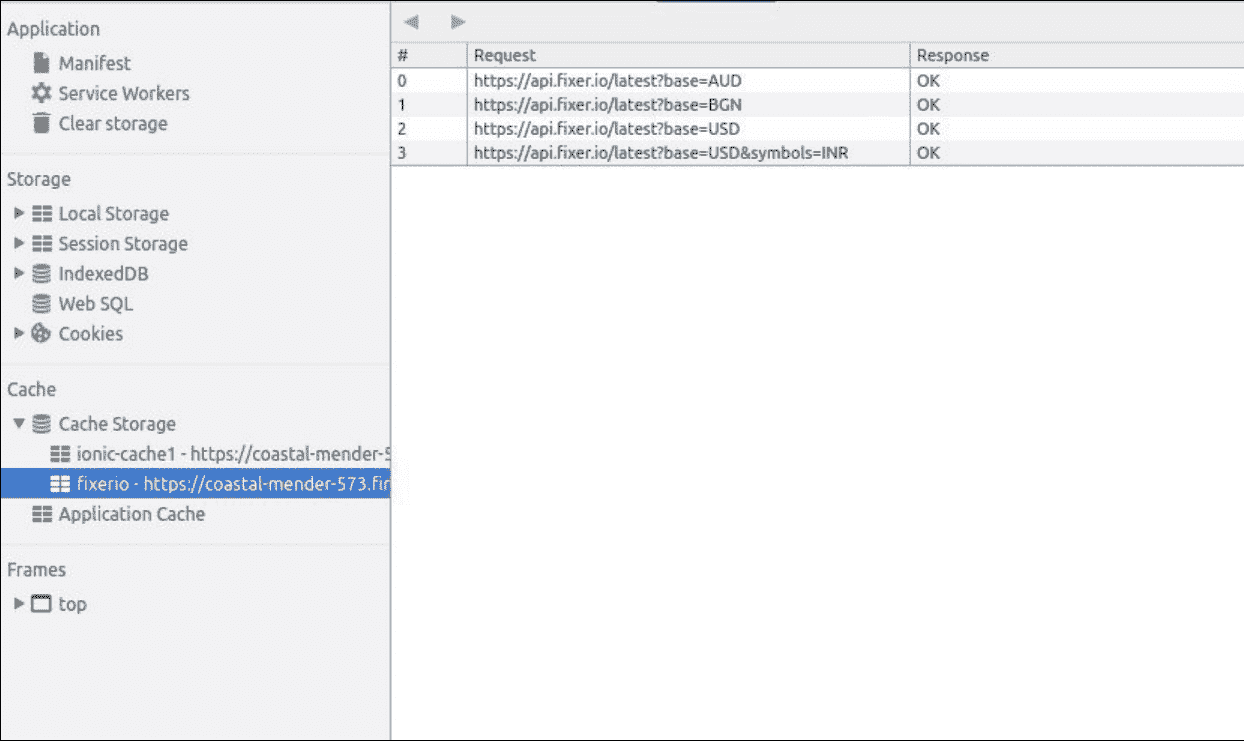 Application
Manifest
Service Workers
Clear storage
Storage
Local Storage
Session Storage
IndexedDB
Web SQL
Cookies
Cache
Cache Storage
ionic-cache1 - https://coastal-mender-5
fixerio - https://coastal-mender-573.fir
Application Cache
Frames
top
# Request Response
0 https://api.fixer.io/latest?base=AUD OK
1 https://api.fixer.io/latest?base=BGN OK
2 https://api.fixer.io/latest?base=USD OK
3 https://api.fixer.io/latest?base=USD&symbols=INR OK